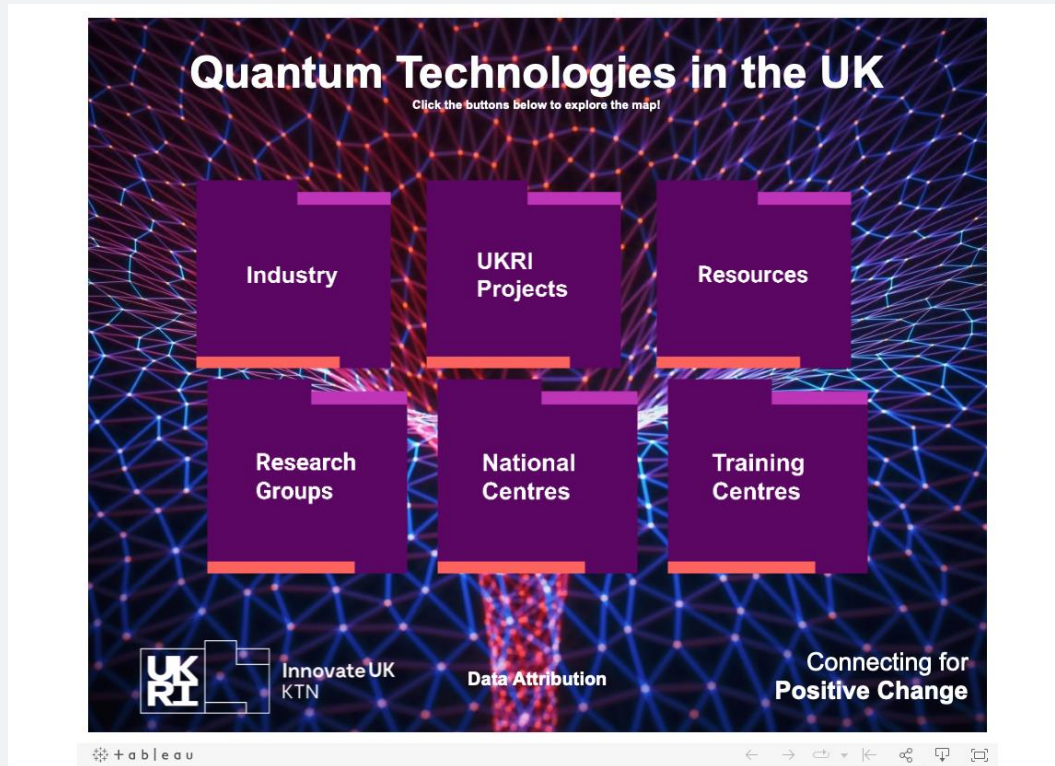 Quantum Technologies in the UK
Click the buttons below to explore the map!
Industry
UKRI
Projects
Resources
Research
Groups
National
Centres
Training
Centres
UK
RI
Innovate UK
KTN
Data Attribution
Connecting for
Positive Change
+ableau